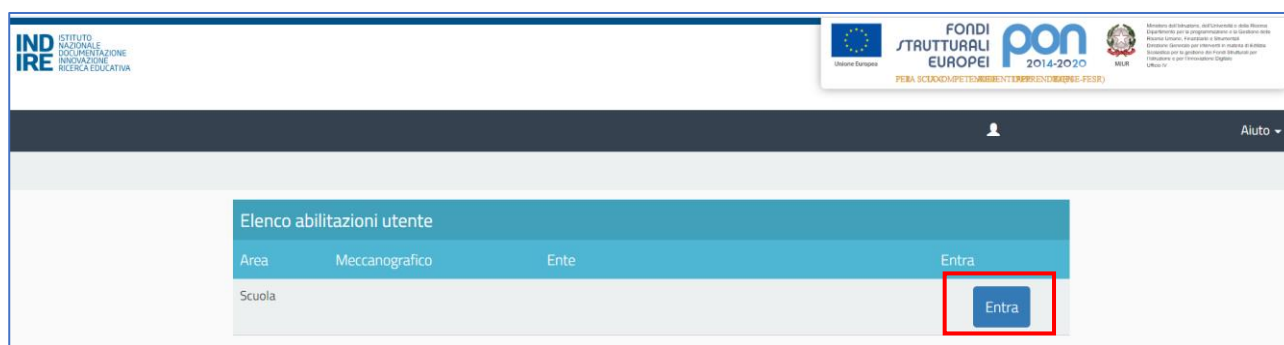 IND
IRE
ISTITUTO
NAZIONALE
DOCUMENTAZIONE
INNOVAZIONE
RICERCA EDUCATIVA
Unione Europea
FONDI
STRUTTURALI
EUROPEI
pon
2014-2020
MIUR
Aiuto
Elenco abilitazioni utente
Area Meccanografico Ente Entra
Scuola Entra